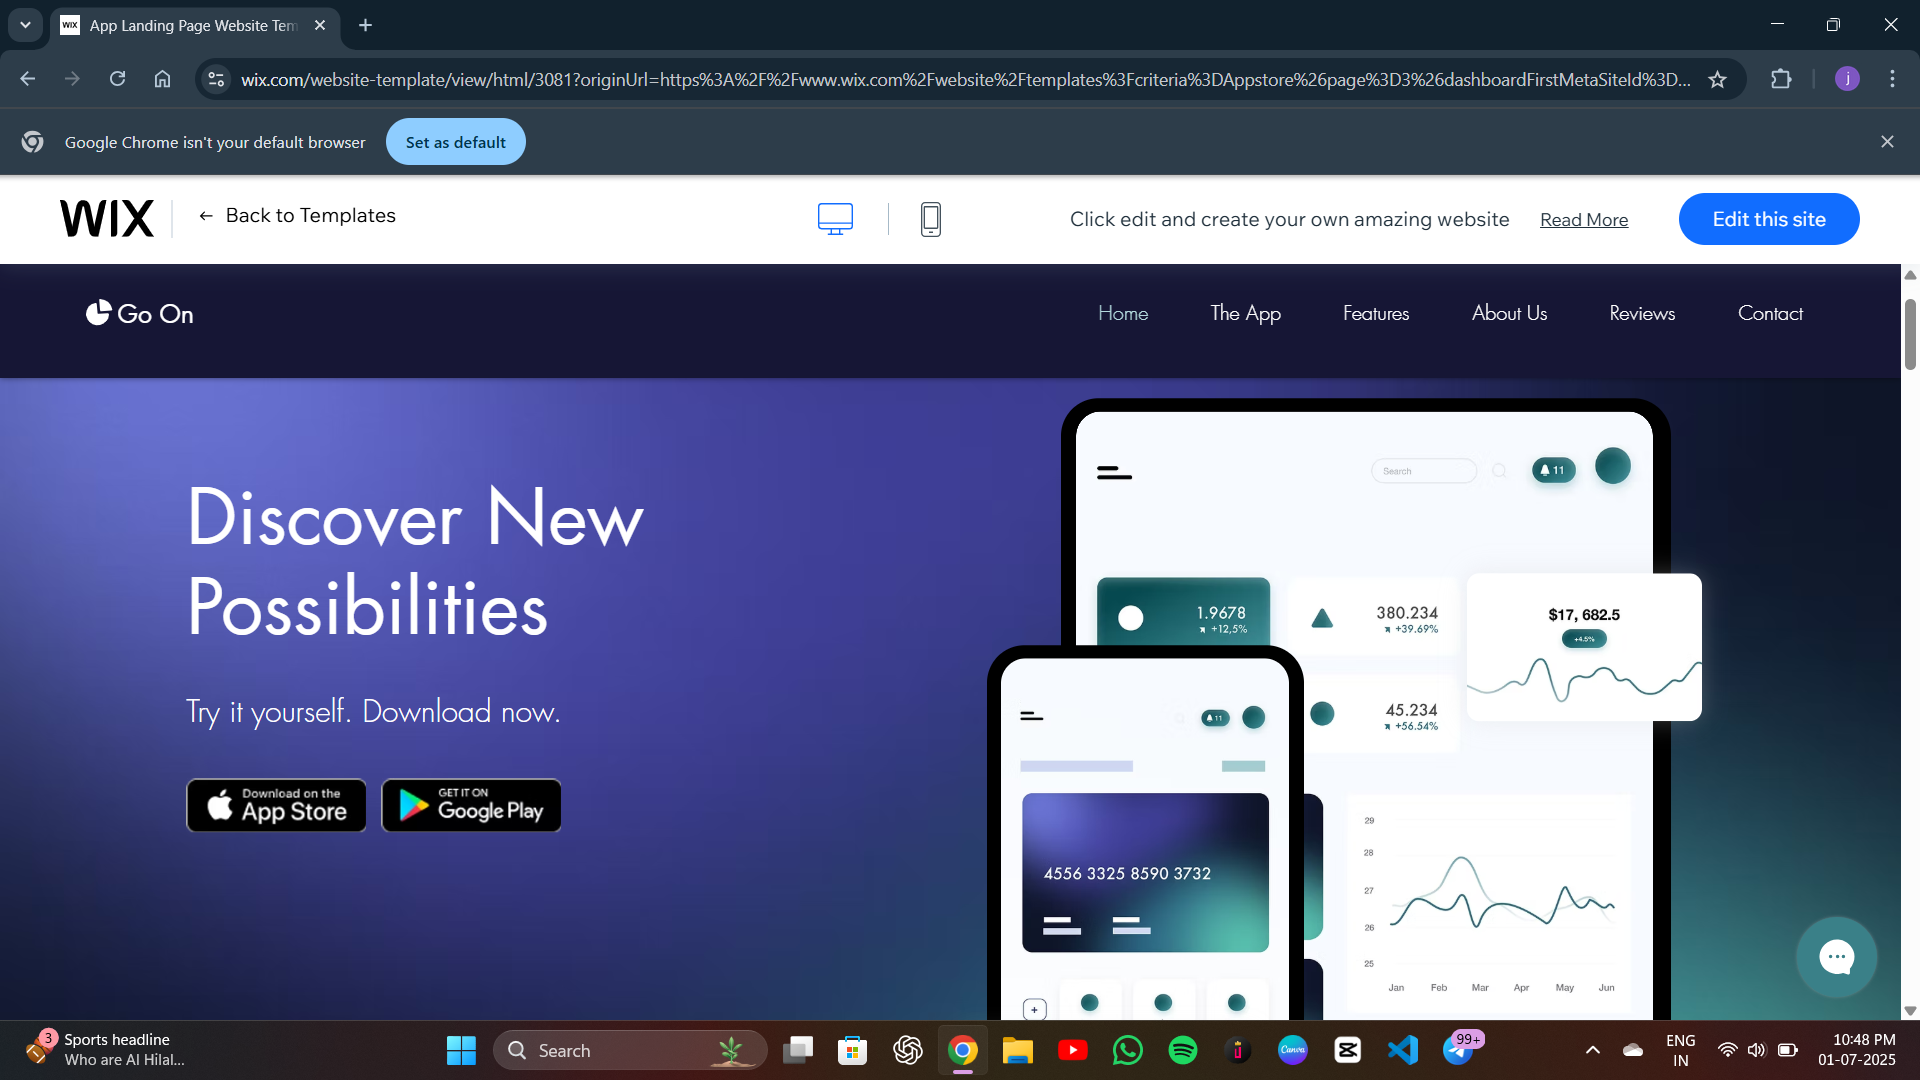 WIX App Landing Page Website Tem
wix.com/website-template/view/html/3081?originUrl=https%3A%2F%2Fwww.wix.com%2Fwebsite%2Ftemplates%3Fcriteria%3DAppstore%26page%3D3%26dashboardFirstMetaSiteId%3D...
j
Google Chrome isn't your default browser
Set as default
WIX
← Back to Templates
Click edit and create your own amazing website
Read More
Edit this site
Go On
Home
The App
Features
About Us
Reviews
Contact
Discover New
Possibilities
Try it yourself. Download now.
Download on the
App Store
GET IT ON
Google Play
Search
11
1.9678
+12,5%
380.234
+39.69%
$17, 682.5
+4.5%
45.234
+56.54%
11
4556 3325 8590 3732
29
28
27
26
25
Jan Feb Mar Apr May Jun
3
Sports headline
Who are Al Hilal...
Search
Canva
99+
ENG
IN
10:48 PM
01-07-2025